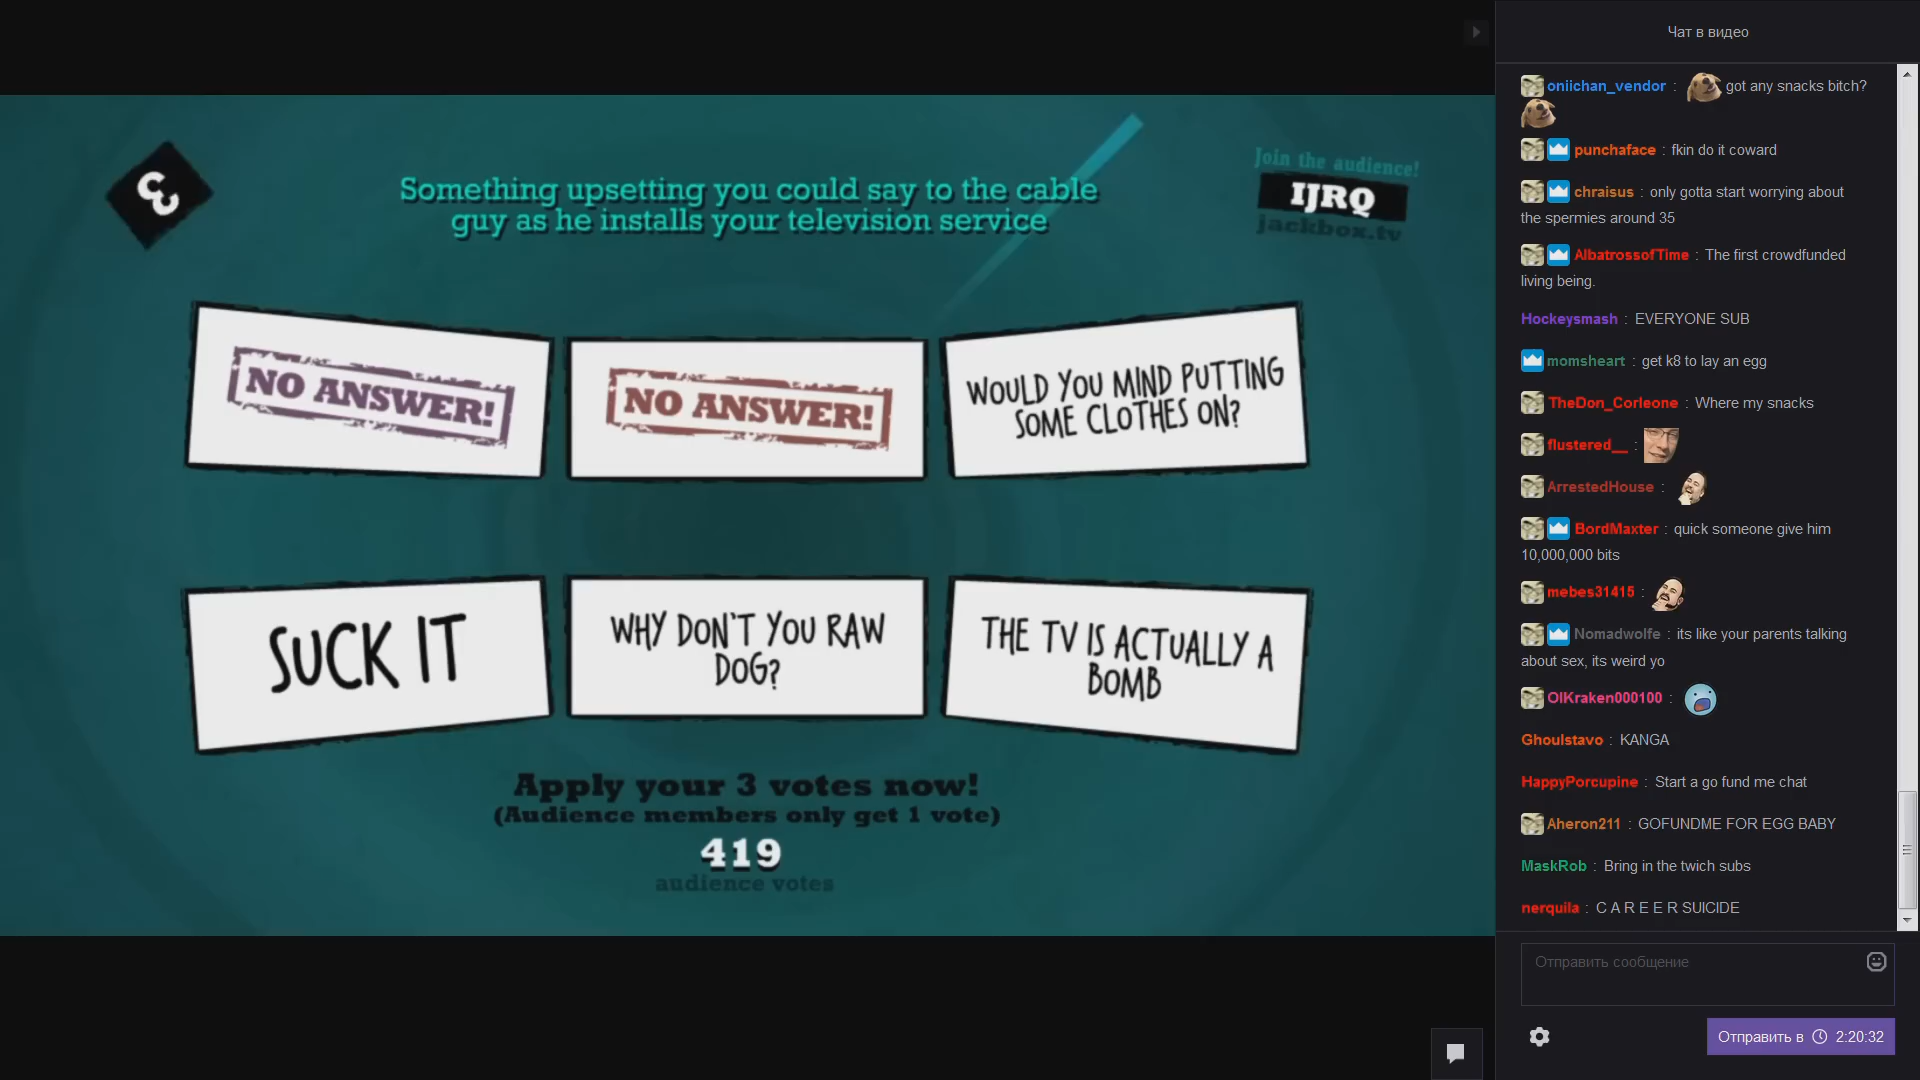 Something upsetting you could say to the cable
guy as he installs your television service
Join the audience!
IJRQ
jackbox.tv
NO ANSWER!
NO ANSWER!
WOULD YOU MIND PUTTING
SOME CLOTHES ON?
SUCK IT
WHY DON'T YOU RAW
DOG?
THE TV IS ACTUALLY A
BOMB
Apply your 3 votes now!
(Audience members only get 1 vote)
419
audience votes
Чат в видео
oniichan_vendor : got any snacks bitch?
punchaface : fkin do it coward
chraisus : only gotta start worrying about
the spermies around 35
AlbatrossofTime : The first crowdfunded
living being.
Hockeysmash : EVERYONE SUB
momsheart : get k8 to lay an egg
TheDon_Corleone : Where my snacks
flustered__ :
ArrestedHouse :
BordMaxter : quick someone give him
10,000,000 bits
mebes31415 :
Nomadwolfe : its like your parents talking
about sex, its weird yo
OlKraken000100 :
Ghoulstavo : KANGA
HappyPorcupine : Start a go fund me chat
Aheron211 : GOFUNDME FOR EGG BABY
MaskRob : Bring in the twich subs
nerquila : C A R E E R SUICIDE
Отправить сообщение
Отправить в 2:20:32